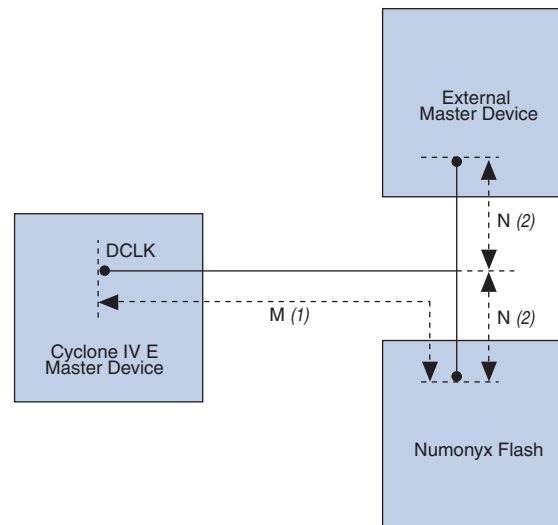 External
Master Device
N (2)
DCLK
M (1)
N (2)
Cyclone IV E
Master Device
Numonyx Flash